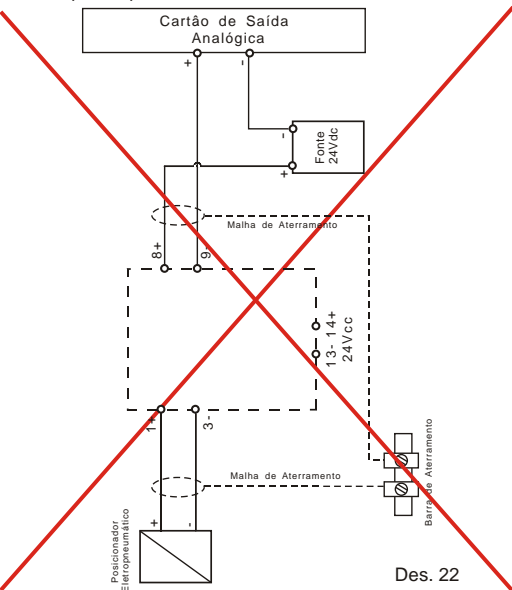 Cartâo de Saída
Analógica
+
-
-
Fonte
24Vdc
+
Malha de Aterramento
8+
9-
13- 14+
24Vcc
1+
3-
Malha de Aterramento
Barra de Aterramento
+
-
Posicionador
Eletropneumático
Des. 22